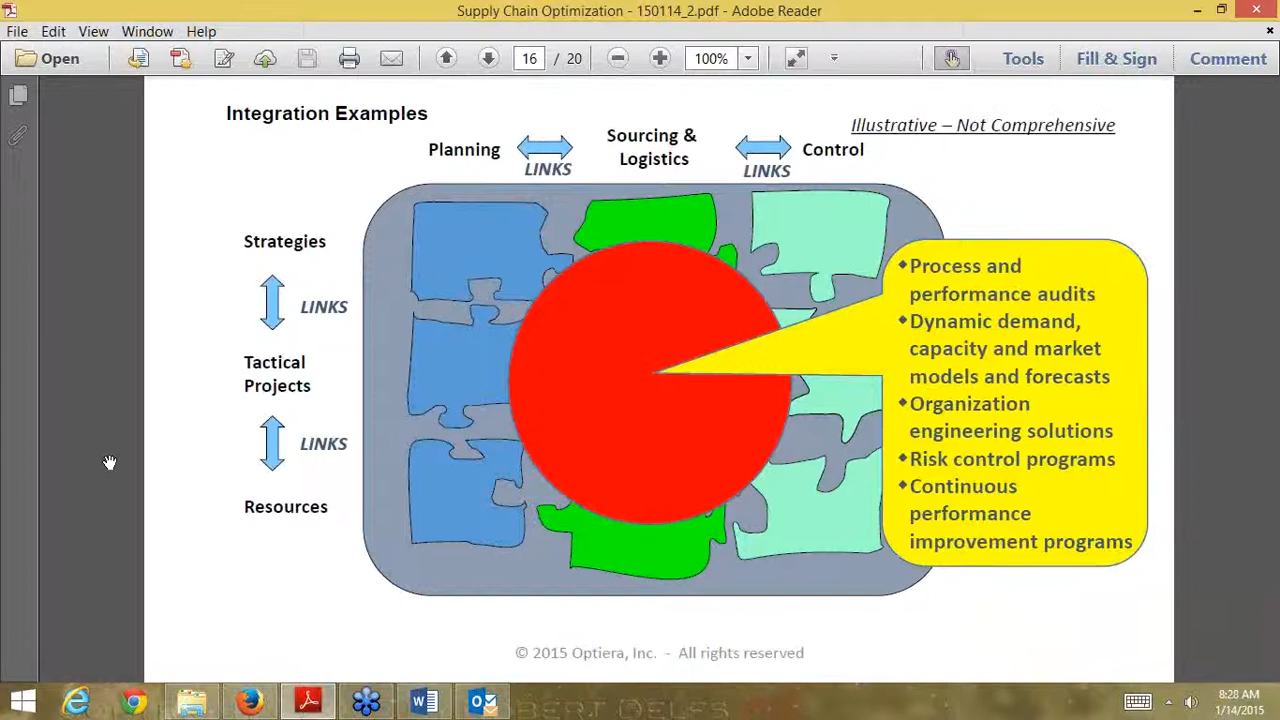 Supply Chain Optimization - 150114_2.pdf - Adobe Reader
File Edit View Window Help
Open 16 / 20 100% Tools Fill & Sign Comment
Integration Examples
Illustrative – Not Comprehensive
Planning
LINKS
Sourcing &
Logistics
LINKS
Control
Strategies
LINKS
Tactical
Projects
LINKS
Resources
Process and
performance audits
Dynamic demand,
capacity and market
models and forecasts
Organization
engineering solutions
Risk control programs
Continuous
performance
improvement programs
© 2015 Optiera, Inc. - All rights reserved
8:28 AM
1/14/2015